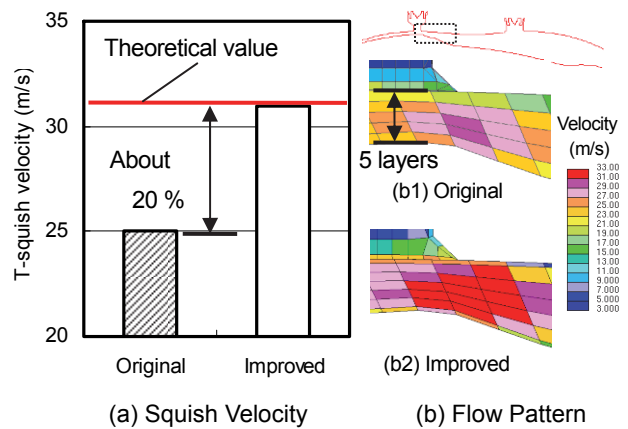 35
30
25
20
T-squish velocity (m/s)
Theoretical value
About
20 %
Original
Improved
(a) Squish Velocity
5 layers
(b1) Original
(b2) Improved
Velocity
(m/s)
33.00
31.00
29.00
27.00
25.00
23.00
21.00
19.00
17.00
15.00
13.00
11.00
9.000
7.000
5.000
3.000
(b) Flow Pattern